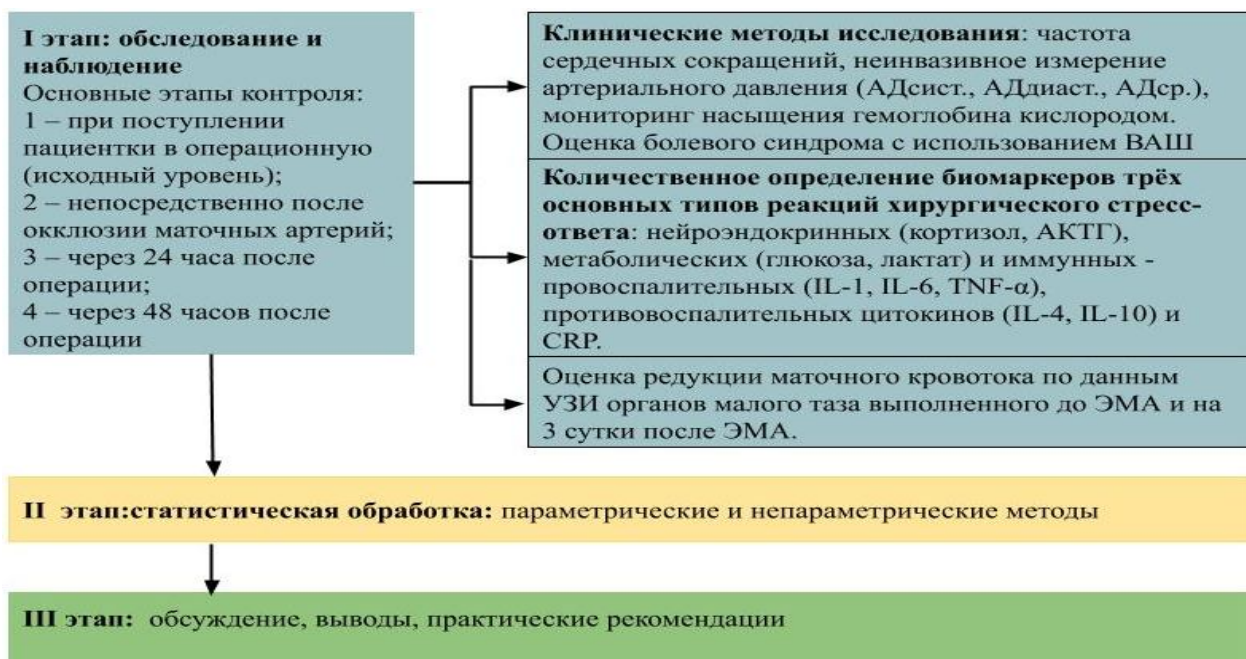 I этап: обследование и
наблюдение
Основные этапы контроля:
1 – при поступлении
пациентки в операционную
(исходный уровень);
2 – непосредственно после
окклюзии маточных артерий;
3 – через 24 часа после
операции;
4 – через 48 часов после
операции
Клинические методы исследования: частота
сердечных сокращений, неинвазивное измерение
артериального давления (АДсист., АДдиаст., АДср.),
мониторинг насыщения гемоглобина кислородом.
Оценка болевого синдрома с использованием ВАШ
Количественное определение биомаркеров трёх
основных типов реакций хирургического стресс-
ответа: нейроэндокринных (кортизол, АКТГ),
метаболических (глюкоза, лактат) и иммунных -
провоспалительных (IL-1, IL-6, TNF-α),
противовоспалительных цитокинов (IL-4, IL-10) и
CRP.
Оценка редукции маточного кровотока по данным
УЗИ органов малого таза выполненного до ЭМА и на
3 сутки после ЭМА.
II этап:статистическая обработка: параметрические и непараметрические методы
III этап: обсуждение, выводы, практические рекомендации